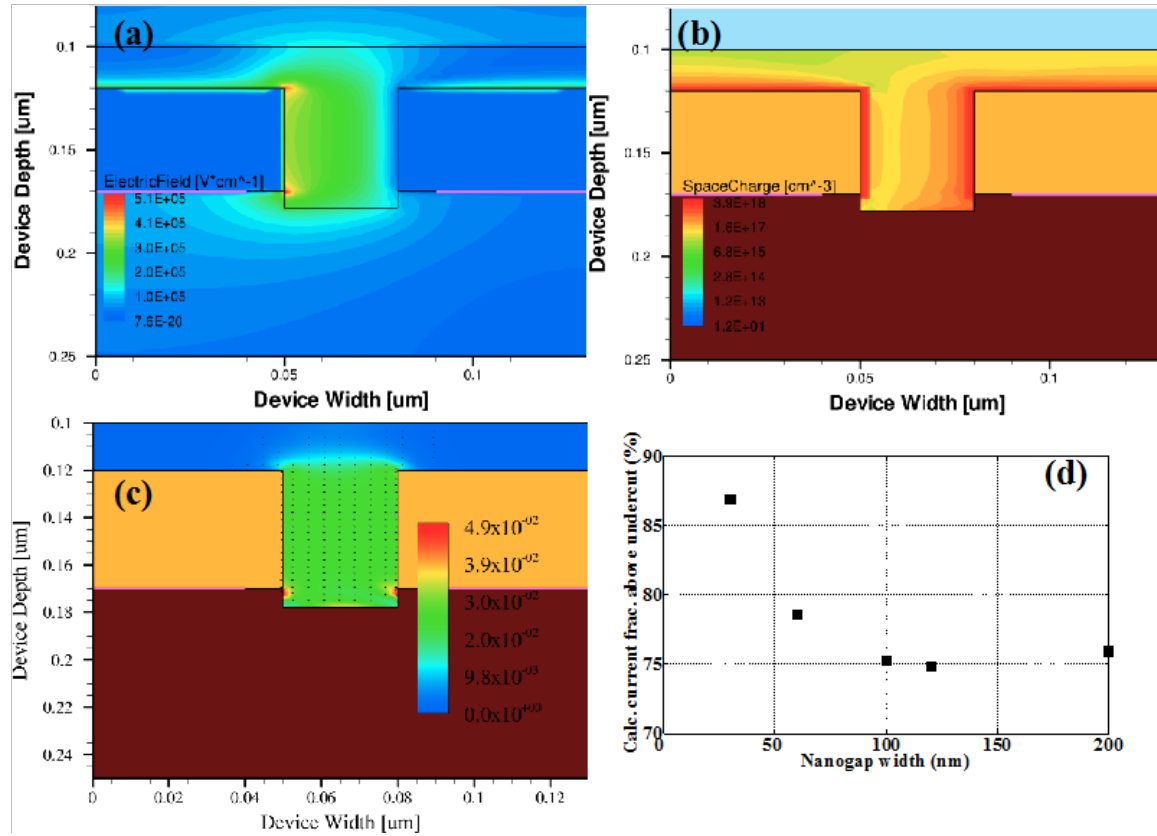 (a)
0.1
0.15
0.2
0.25
Device Depth [um]
ElectricField [V*cm^-1]
5.1E+05
4.1E+05
3.0E+05
2.0E+05
1.0E+05
7.6E-20
0
0.05
0.1
Device Width [um]
(b)
0.1
0.15
0.2
0.25
Device Depth [um]
SpaceCharge [cm^-3]
3.9E+18
1.6E+17
6.8E+15
2.8E+14
1.2E+13
1.2E+01
0
0.05
0.1
Device Width [um]
(c)
0.1
0.12
0.14
0.16
0.18
0.2
0.22
0.24
Device Depth [um]
4.9x10^-02
3.9x10^-02
3.0x10^-02
2.0x10^-02
9.8x10^-03
0.0x10^+00
0
0.02
0.04
0.06
0.08
0.1
0.12
Device Width [um]
(d)
90
85
80
75
70
Calc. current frac. above undercut (%)
0
50
100
150
200
Nanogap width (nm)